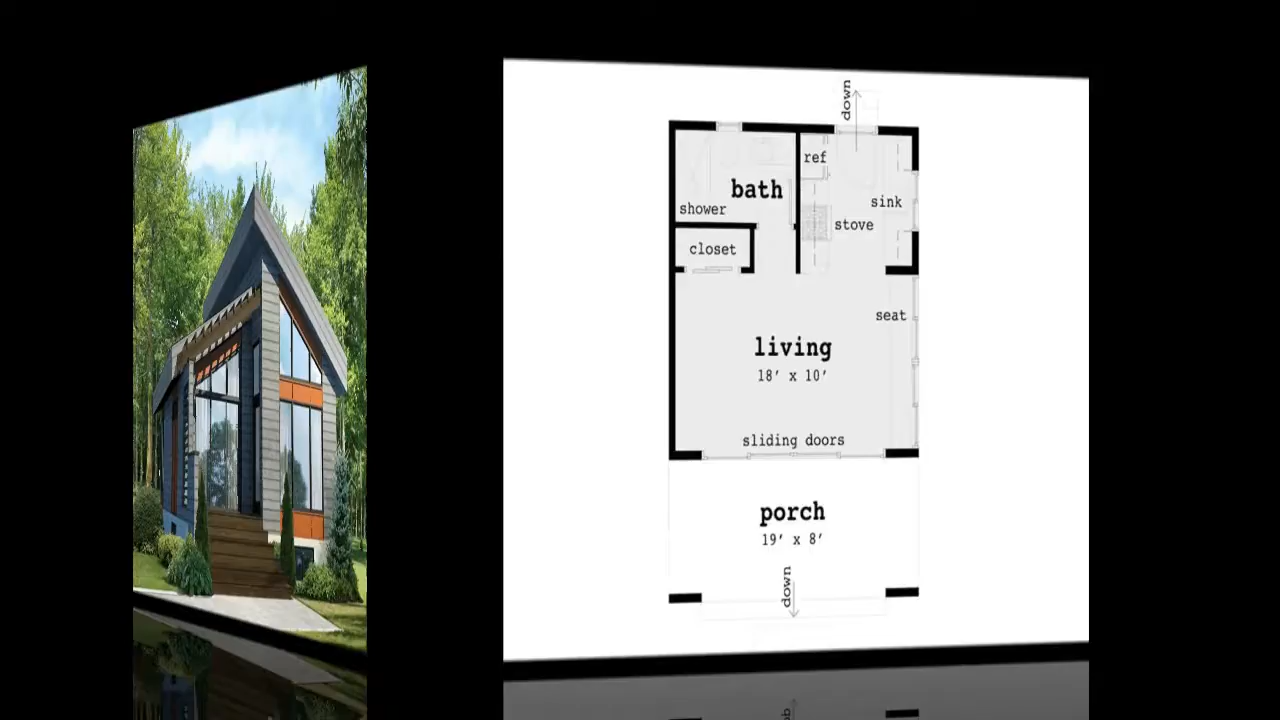 down
ref
bath
sink
shower
stove
closet
seat
living
18' x 10'
sliding doors
porch
19' x 8'
down